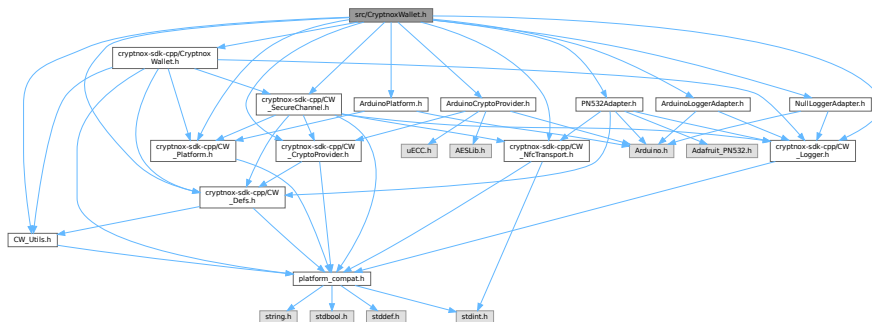 src/CryptnoxWallet.h
cryptnox-sdk-cpp/Cryptnox
Wallet.h
cryptnox-sdk-cpp/CW
_SecureChannel.h
ArduinoPlatform.h
ArduinoCryptoProvider.h
PN532Adapter.h
ArduinoLoggerAdapter.h
NullLoggerAdapter.h
cryptnox-sdk-cpp/CW
_Platform.h
cryptnox-sdk-cpp/CW
_CryptoProvider.h
uECC.h
AESLib.h
cryptnox-sdk-cpp/CW
_NfcTransport.h
Arduino.h
Adafruit_PN532.h
cryptnox-sdk-cpp/CW
_Logger.h
cryptnox-sdk-cpp/CW
_Defs.h
CW_Utils.h
platform_compat.h
string.h
stdbool.h
stddef.h
stdint.h